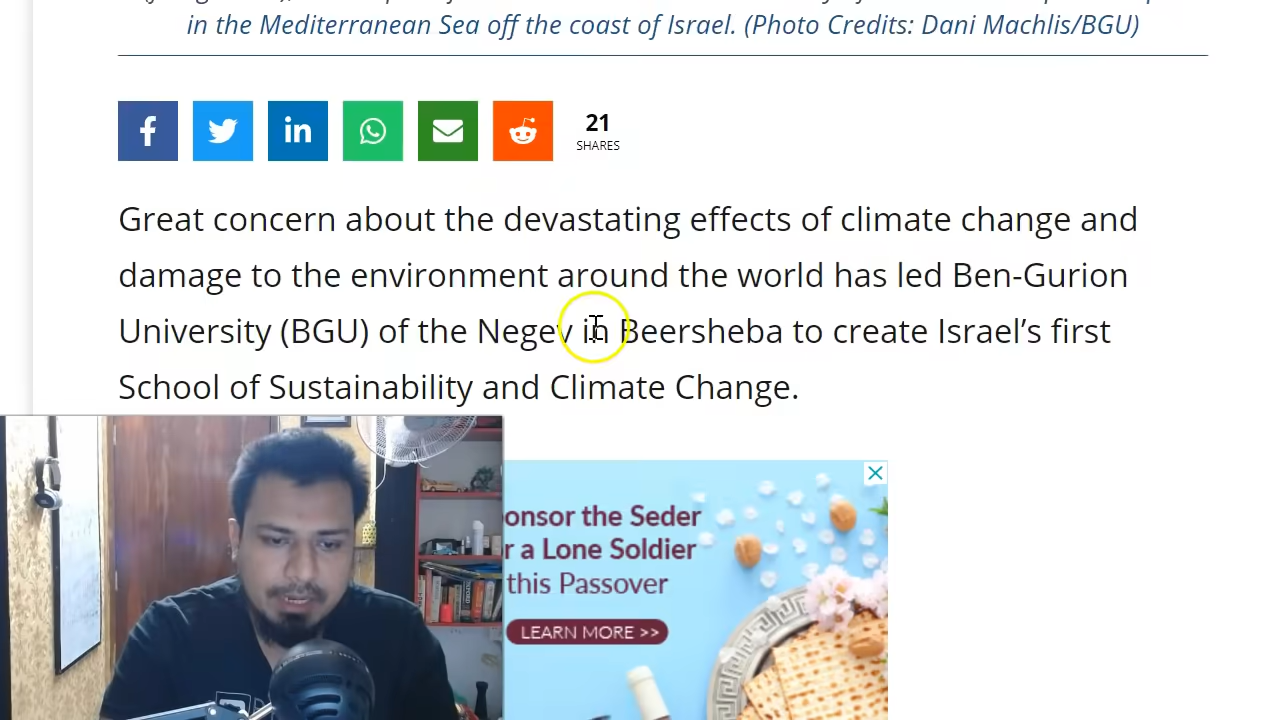 in the Mediterranean Sea off the coast of Israel. (Photo Credits: Dani Machlis/BGU)
21
SHARES
Great concern about the devastating effects of climate change and
damage to the environment around the world has led Ben-Gurion
University (BGU) of the Negev in Beersheba to create Israel’s first
School of Sustainability and Climate Change.
onsor the Seder
r a Lone Soldier
this Passover
LEARN MORE >>